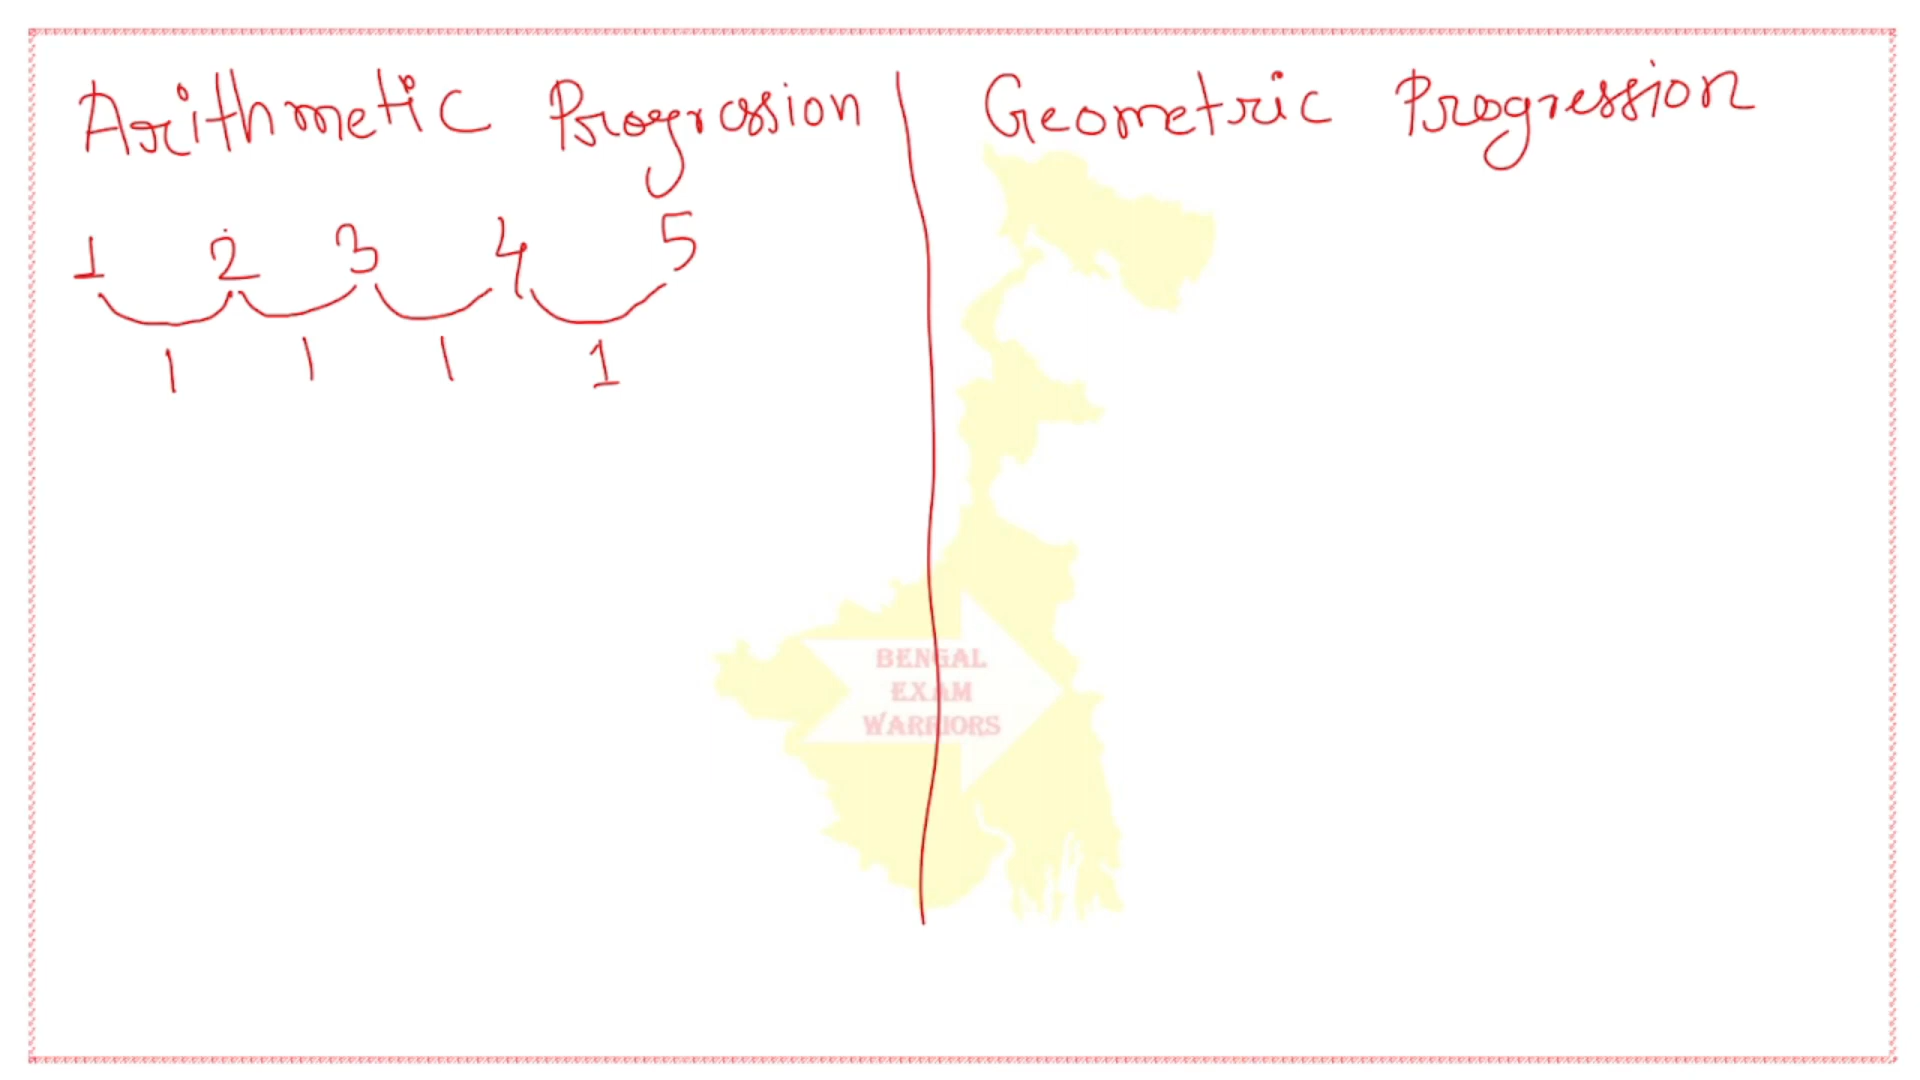 Arithmetic Progression
1 2 3 4 5
1 1 1 1
Geometric Progression
BENGAL
EXAM
WARRIORS